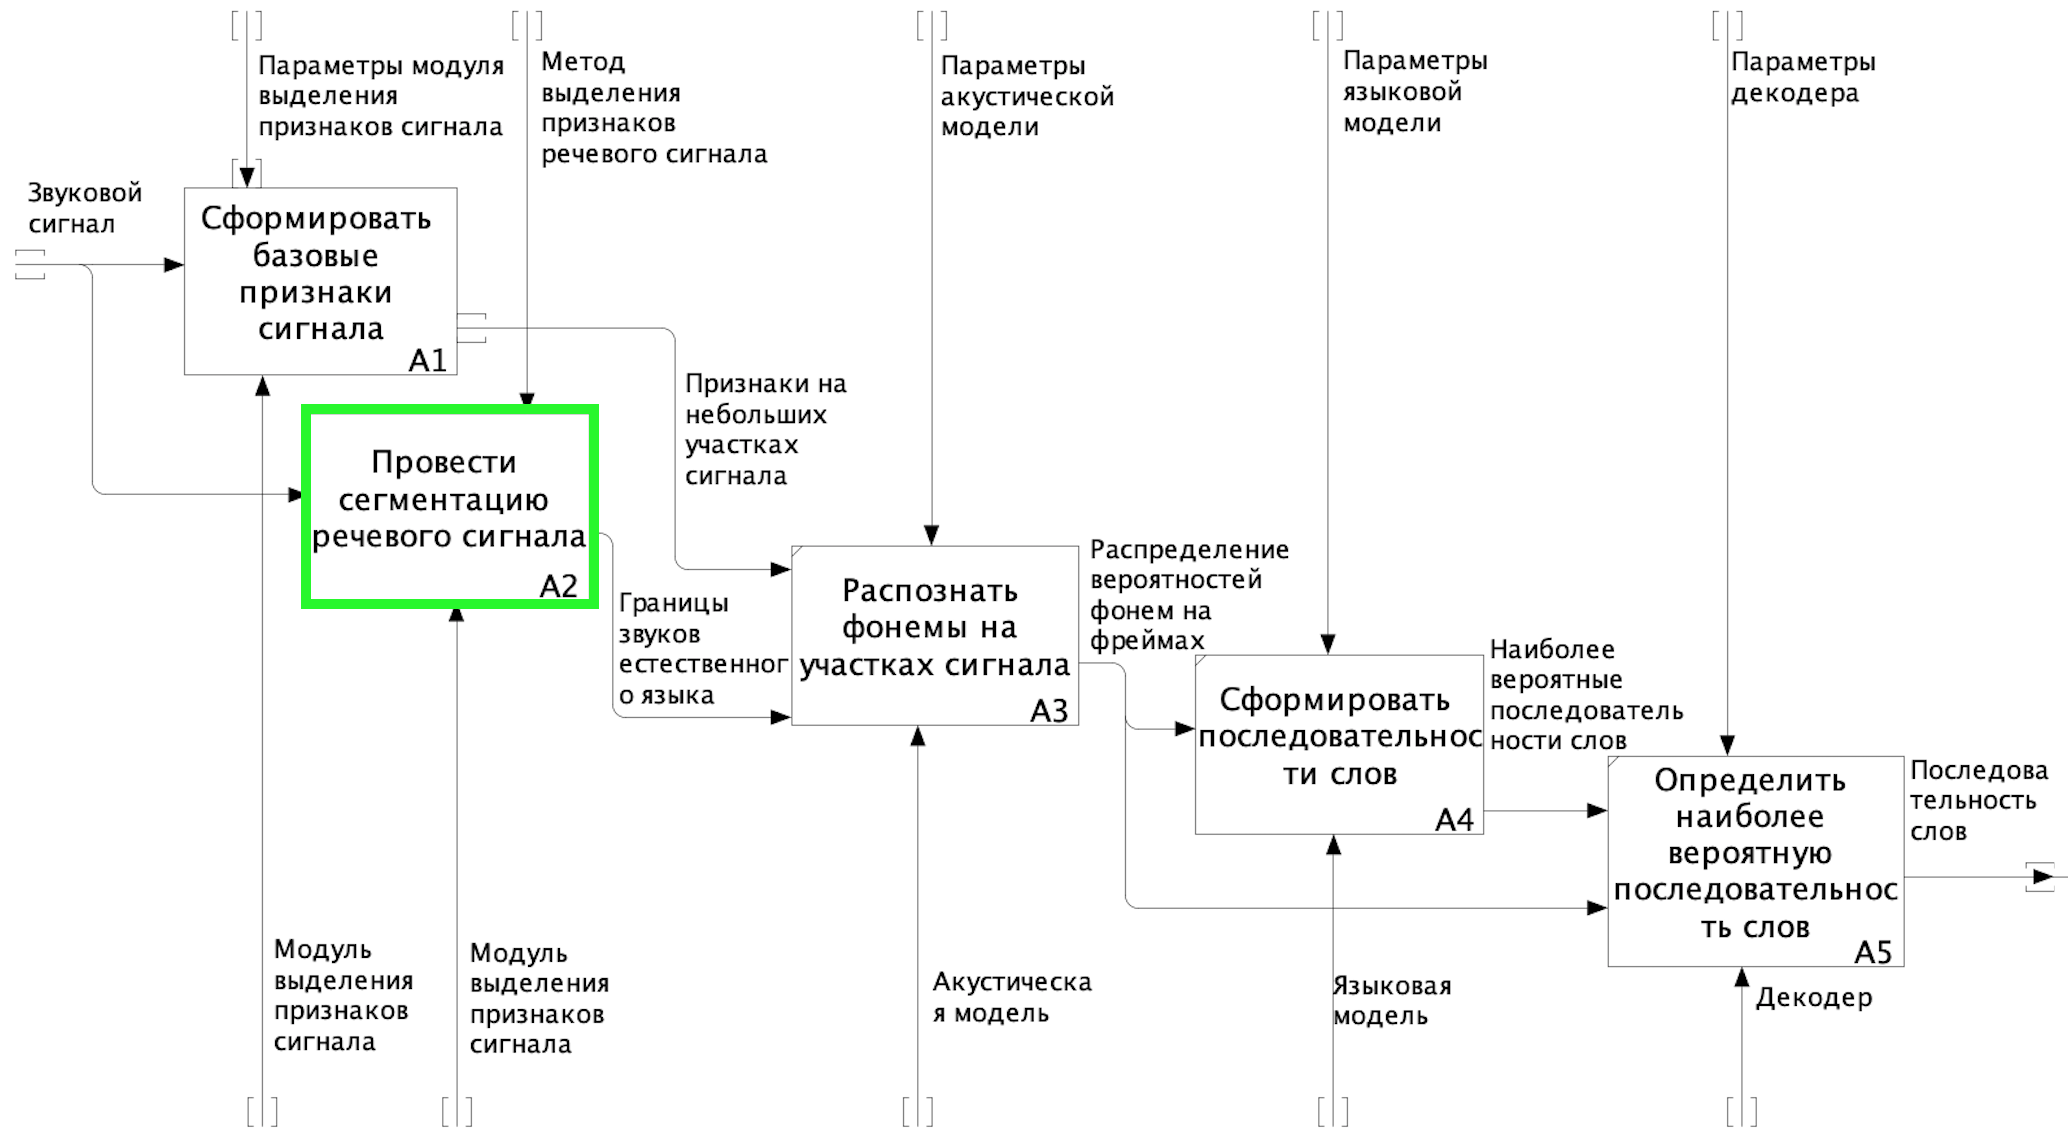 Параметры модуля
выделения
признаков сигнала
Метод
выделения
признаков
речевого сигнала
Параметры
акустической
модели
Параметры
языковой
модели
Параметры
декодера
Звуковой
сигнал
Сформировать
базовые
признаки
сигнала
A1
Признаки на
небольших
участках
сигнала
Провести
сегментацию
речевого сигнала
A2
Границы
звуков
естественног
о языка
Распознать
фонемы на
участках сигнала
A3
Распределение
вероятностей
фонем на
фреймах
Сформировать
последовательнос
ти слов
A4
Наиболее
вероятные
последователь
ности слов
Определить
наиболее
вероятную
последовательнос
ть слов
A5
Последова
тельность
слов
Модуль
выделения
признаков
сигнала
Модуль
выделения
признаков
сигнала
Акустическа
я модель
Языковая
модель
Декодер